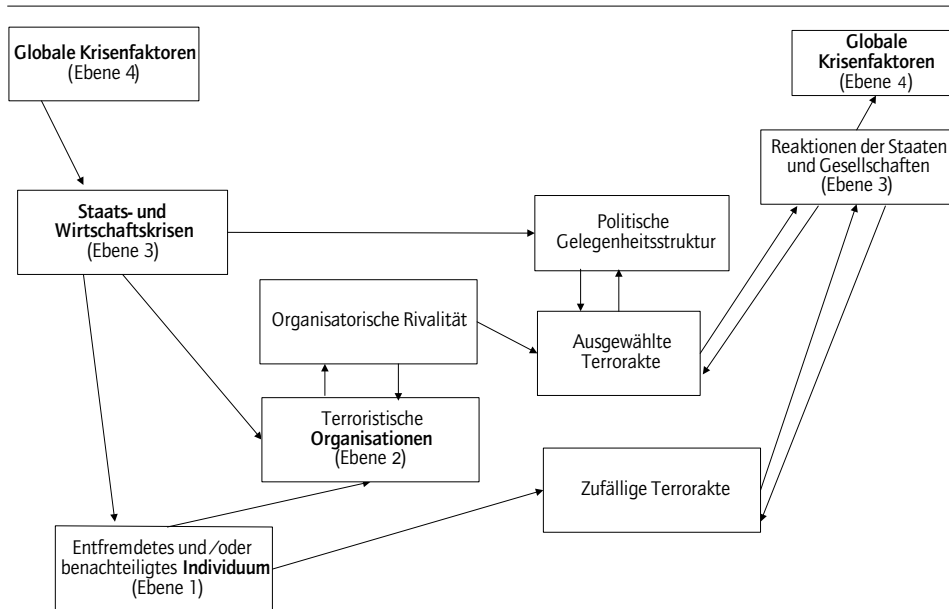 Globale Krisenfaktoren
(Ebene 4)
Globale
Krisenfaktoren
(Ebene 4)
Reaktionen der Staaten
und Gesellschaften
(Ebene 3)
Staats- und
Wirtschaftskrisen
(Ebene 3)
Politische
Gelegenheitsstruktur
Organisatorische Rivalität
Ausgewählte
Terrorakte
Terroristische
Organisationen
(Ebene 2)
Zufällige Terrorakte
Entfremdetes und/oder
benachteiligtes Individuum
(Ebene 1)